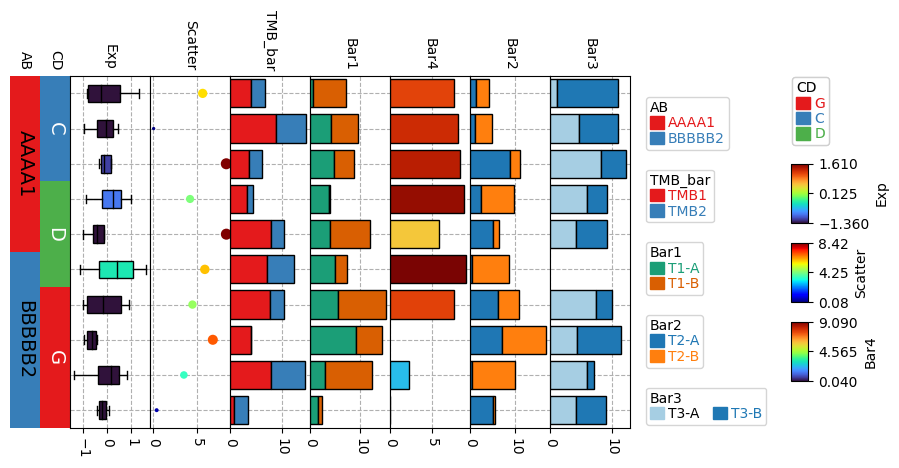 AB
CD
Exp
Scatter
TMB_bar
Bar1
Bar4
Bar2
Bar3
AAAA1
BBBBB2
C
D
G
−1
0
1
0
5
0
10
0
10
0
5
0
10
0
10
AB
AAAA1
BBBBB2
TMB_bar
TMB1
TMB2
Bar1
T1-A
T1-B
Bar2
T2-A
T2-B
Bar3
T3-A T3-B
CD
G
C
D
1.610
0.125
−1.360
Exp
8.42
4.25
0.08
Scatter
9.090
4.565
0.040
Bar4